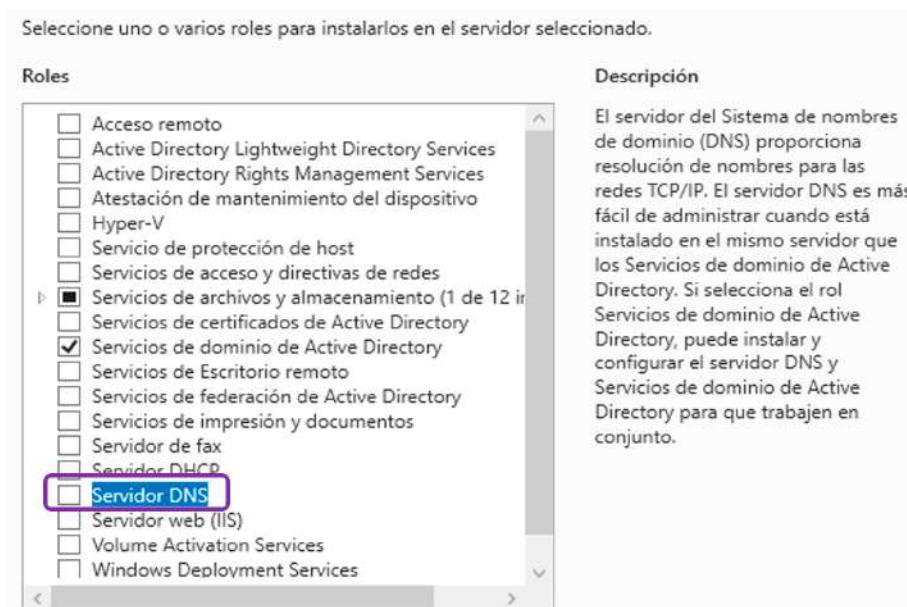 Seleccione uno o varios roles para instalarlos en el servidor seleccionado.
Roles
Acceso remoto
Active Directory Lightweight Directory Services
Active Directory Rights Management Services
Atestación de mantenimiento del dispositivo
Hyper-V
Servicio de protección de host
Servicios de acceso y directivas de redes
Servicios de archivos y almacenamiento (1 de 12 in
Servicios de certificados de Active Directory
Servicios de dominio de Active Directory
Servicios de Escritorio remoto
Servicios de federación de Active Directory
Servicios de impresión y documentos
Servidor de fax
Servidor DHCP
Servidor DNS
Servidor web (IIS)
Volume Activation Services
Windows Deployment Services
Descripción
El servidor del Sistema de nombres
de dominio (DNS) proporciona
resolución de nombres para las
redes TCP/IP. El servidor DNS es más
fácil de administrar cuando está
instalado en el mismo servidor que
los Servicios de dominio de Active
Directory. Si selecciona el rol
Servicios de dominio de Active
Directory, puede instalar y
configurar el servidor DNS y
Servicios de dominio de Active
Directory para que trabajen en
conjunto.